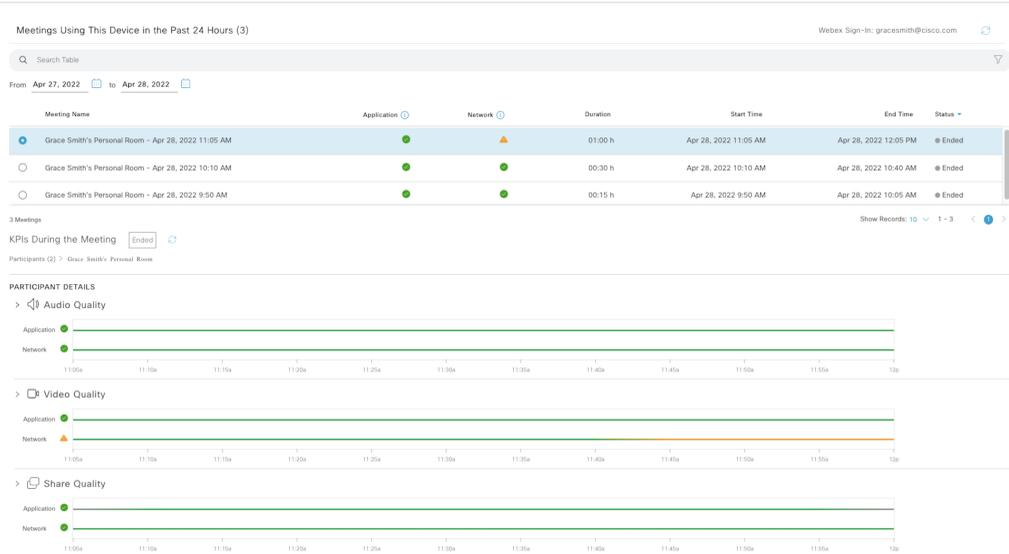 Meetings Using This Device in the Past 24 Hours (3)
Webex Sign-In: gracesmith@cisco.com
Search Table
From Apr 27, 2022 to Apr 28, 2022
Meeting Name Application Network Duration Start Time End Time Status
Grace Smith's Personal Room - Apr 28, 2022 11:05 AM 01:00 h Apr 28, 2022 11:05 AM Apr 28, 2022 12:05 PM Ended
Grace Smith's Personal Room - Apr 28, 2022 10:10 AM 00:30 h Apr 28, 2022 10:10 AM Apr 28, 2022 10:40 AM Ended
Grace Smith's Personal Room - Apr 28, 2022 9:50 AM 00:15 h Apr 28, 2022 9:50 AM Apr 28, 2022 10:05 AM Ended
3 Meetings
Show Records: 10 1 - 3 1
KPIs During the Meeting Ended
Participants (2) > Grace Smith's Personal Room
PARTICIPANT DETAILS
Audio Quality
Application
Network
11:05a 11:10a 11:15a 11:20a 11:25a 11:30a 11:35a 11:40a 11:45a 11:50a 11:55a 12p
Video Quality
Application
Network
11:05a 11:10a 11:15a 11:20a 11:25a 11:30a 11:35a 11:40a 11:45a 11:50a 11:55a 12p
Share Quality
Application
Network
11:05a 11:10a 11:15a 11:20a 11:25a 11:30a 11:35a 11:40a 11:45a 11:50a 11:55a 12p